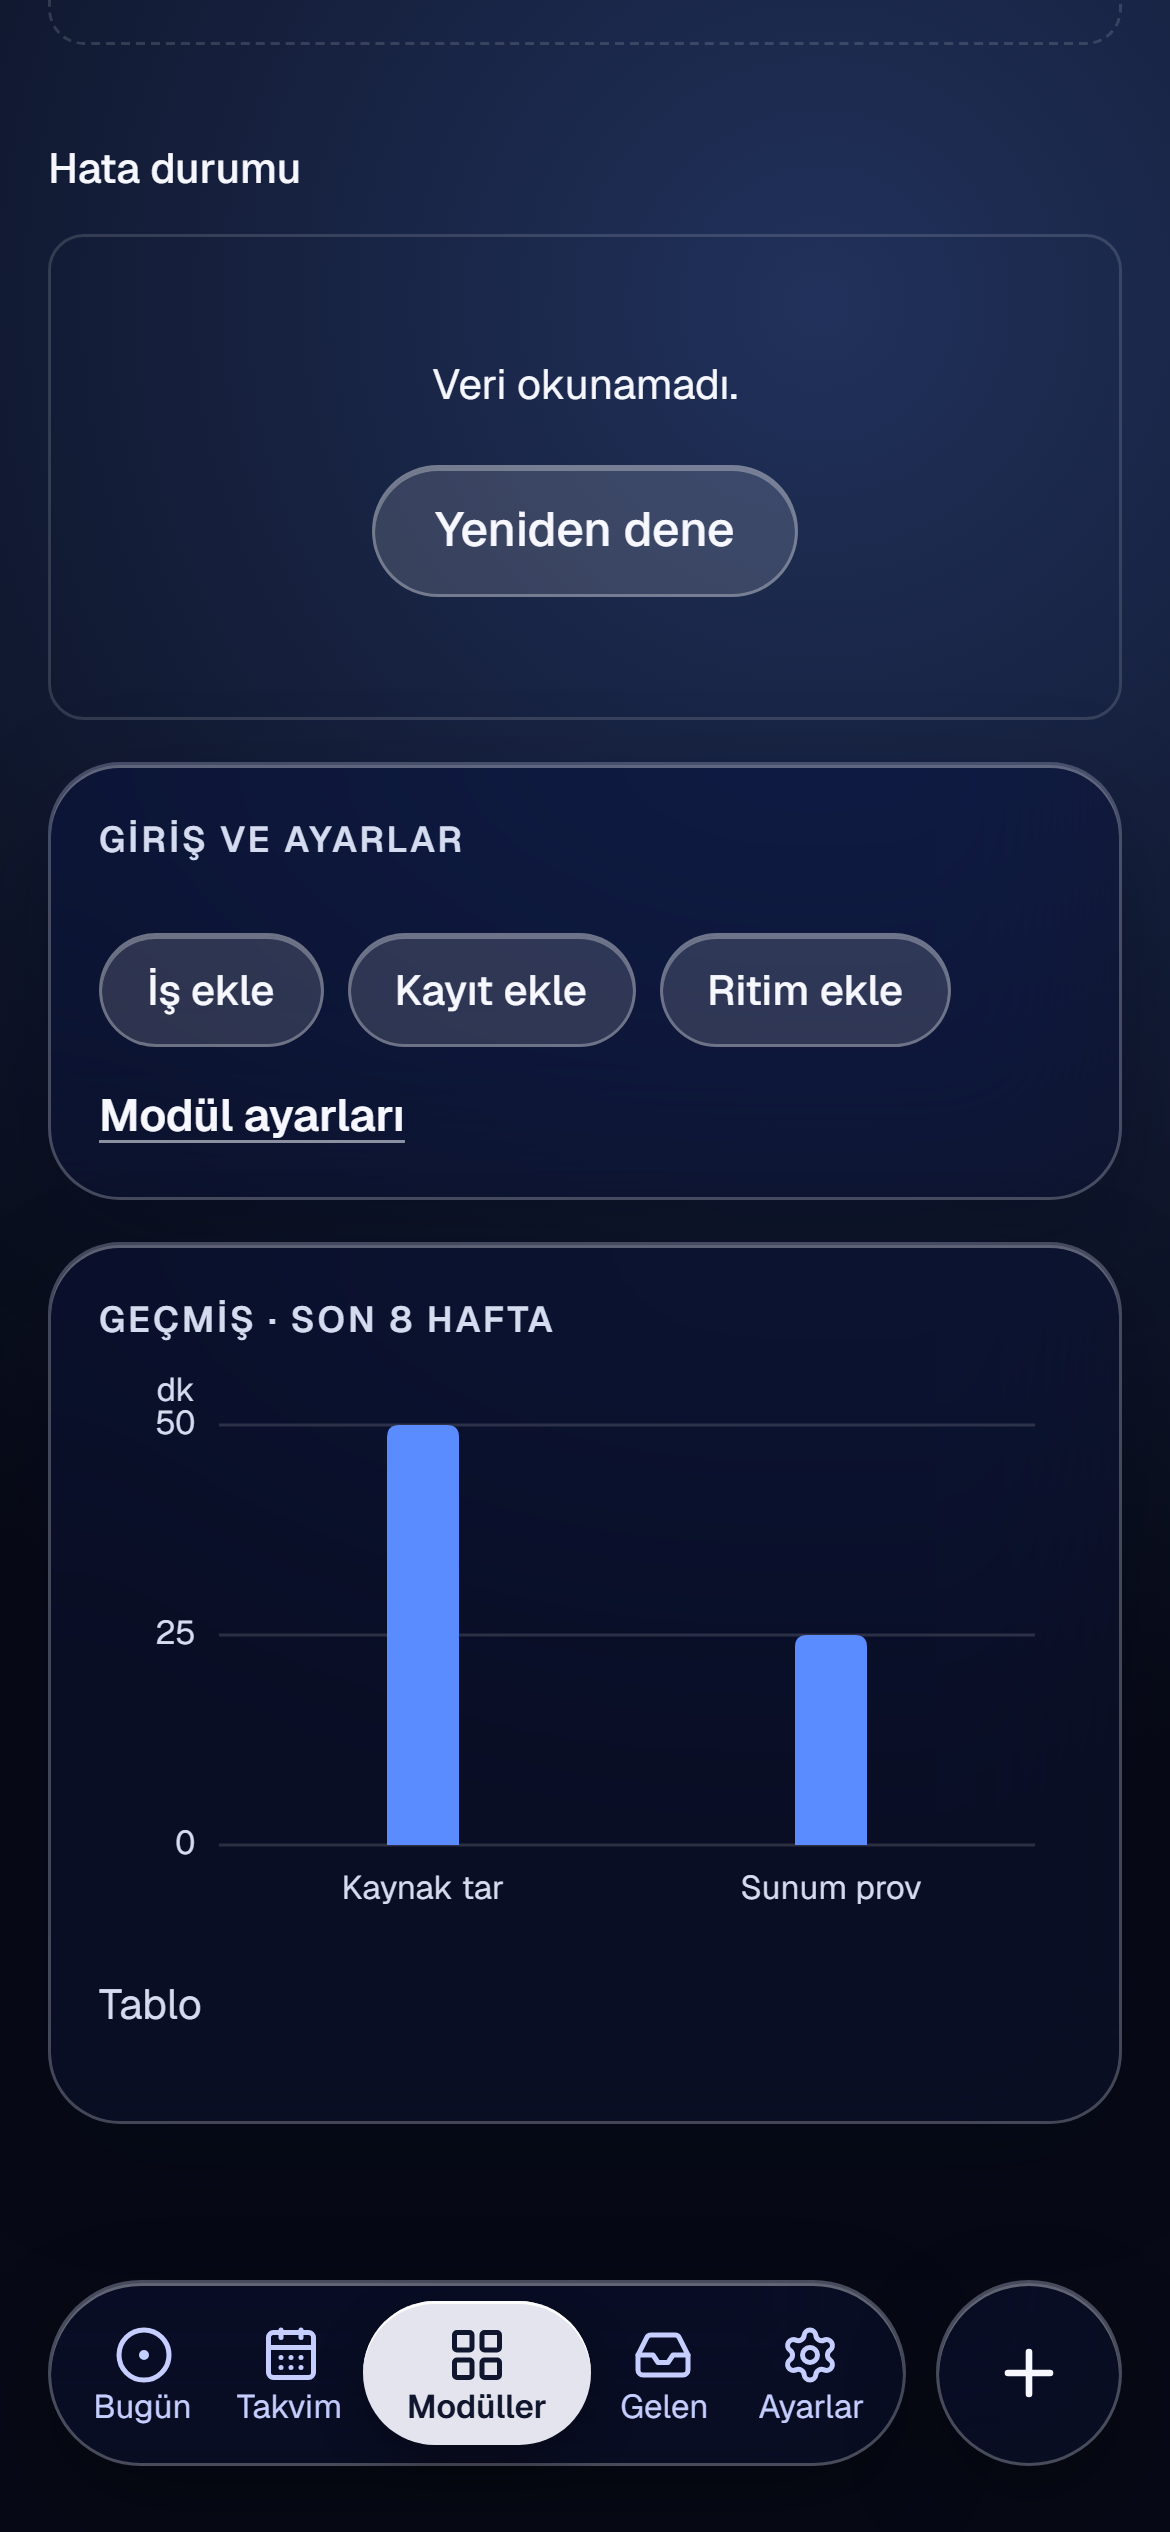 Hata durumu
Veri okunamadı.
Yeniden dene
GİRİŞ VE AYARLAR
İş ekle
Kayıt ekle
Ritim ekle
Modül ayarları
GEÇMİŞ · SON 8 HAFTA
dk
50
25
0
Kaynak tar
Sunum prov
Tablo
Bugün
Takvim
Modüller
Gelen
Ayarlar